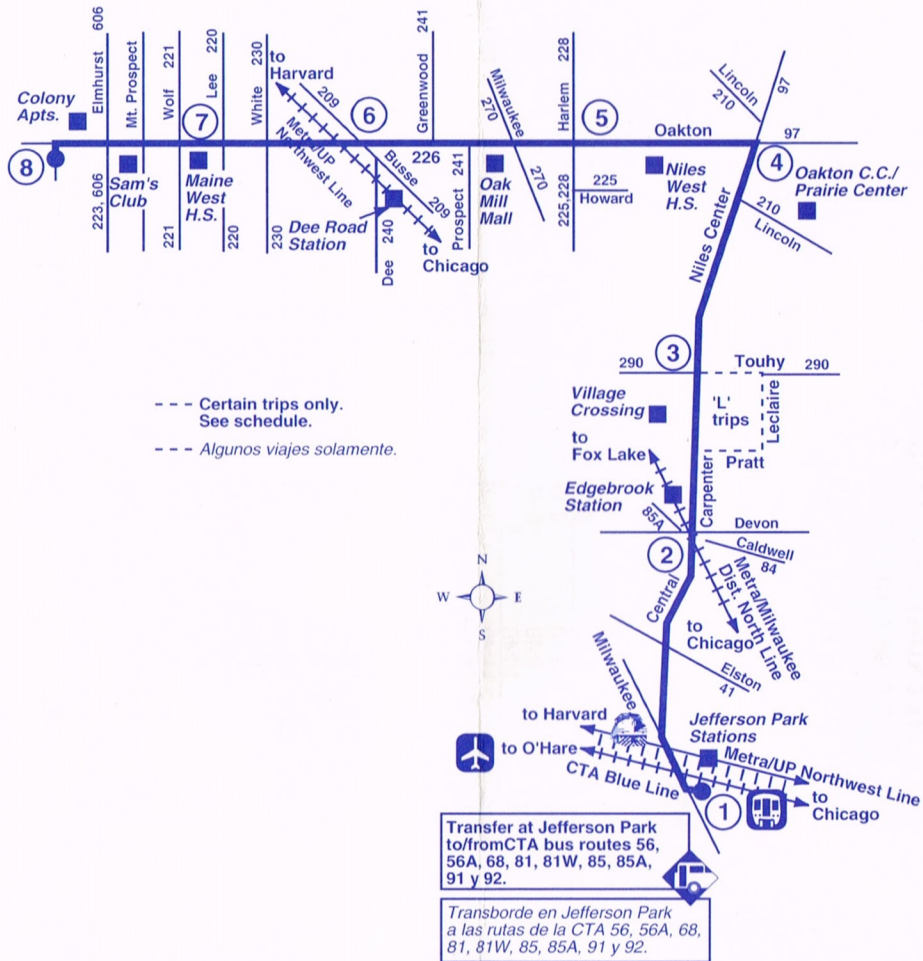 606
Elmhurst
Mt. Prospect
221
Wolf
220
Lee
230
White
to
Harvard
209
241
Greenwood
Milwaukee
270
228
Harlem
Lincoln
210
97
Colony
Apts.
7
6
5
Oakton
97
8
223, 606
Sam's
Club
221
Maine
West
H.S.
220
230
Metra/UP
Northwest Line
Busse
209
226
Dee Road
Station
240
Dee
to
Chicago
241
Prospect
Oak
Mill
Mall
270
225,228
225
Howard
Niles
West
H.S.
4
Oakton C.C./
Prairie Center
210
Lincoln
Niles Center
290
3
Touhy
290
Village
Crossing
'L'
trips
Leclaire
--- Certain trips only.
See schedule.
--- Algunos viajes solamente.
to
Fox Lake
Pratt
Carpenter
Edgebrook
Station
85A
Devon
2
Caldwell
84
N
W E
S
Central
Metra/Milwaukee
Dist. North Line
to
Chicago
Elston
41
Milwaukee
to Harvard
Jefferson Park
Stations
to O'Hare
CTA Blue Line
Metra/UP Northwest Line
1
to
Chicago
Transfer at Jefferson Park
to/fromCTA bus routes 56,
56A, 68, 81, 81W, 85, 85A,
91 y 92.
Transborde en Jefferson Park
a las rutas de la CTA 56, 56A, 68,
81, 81W, 85, 85A, 91 y 92.